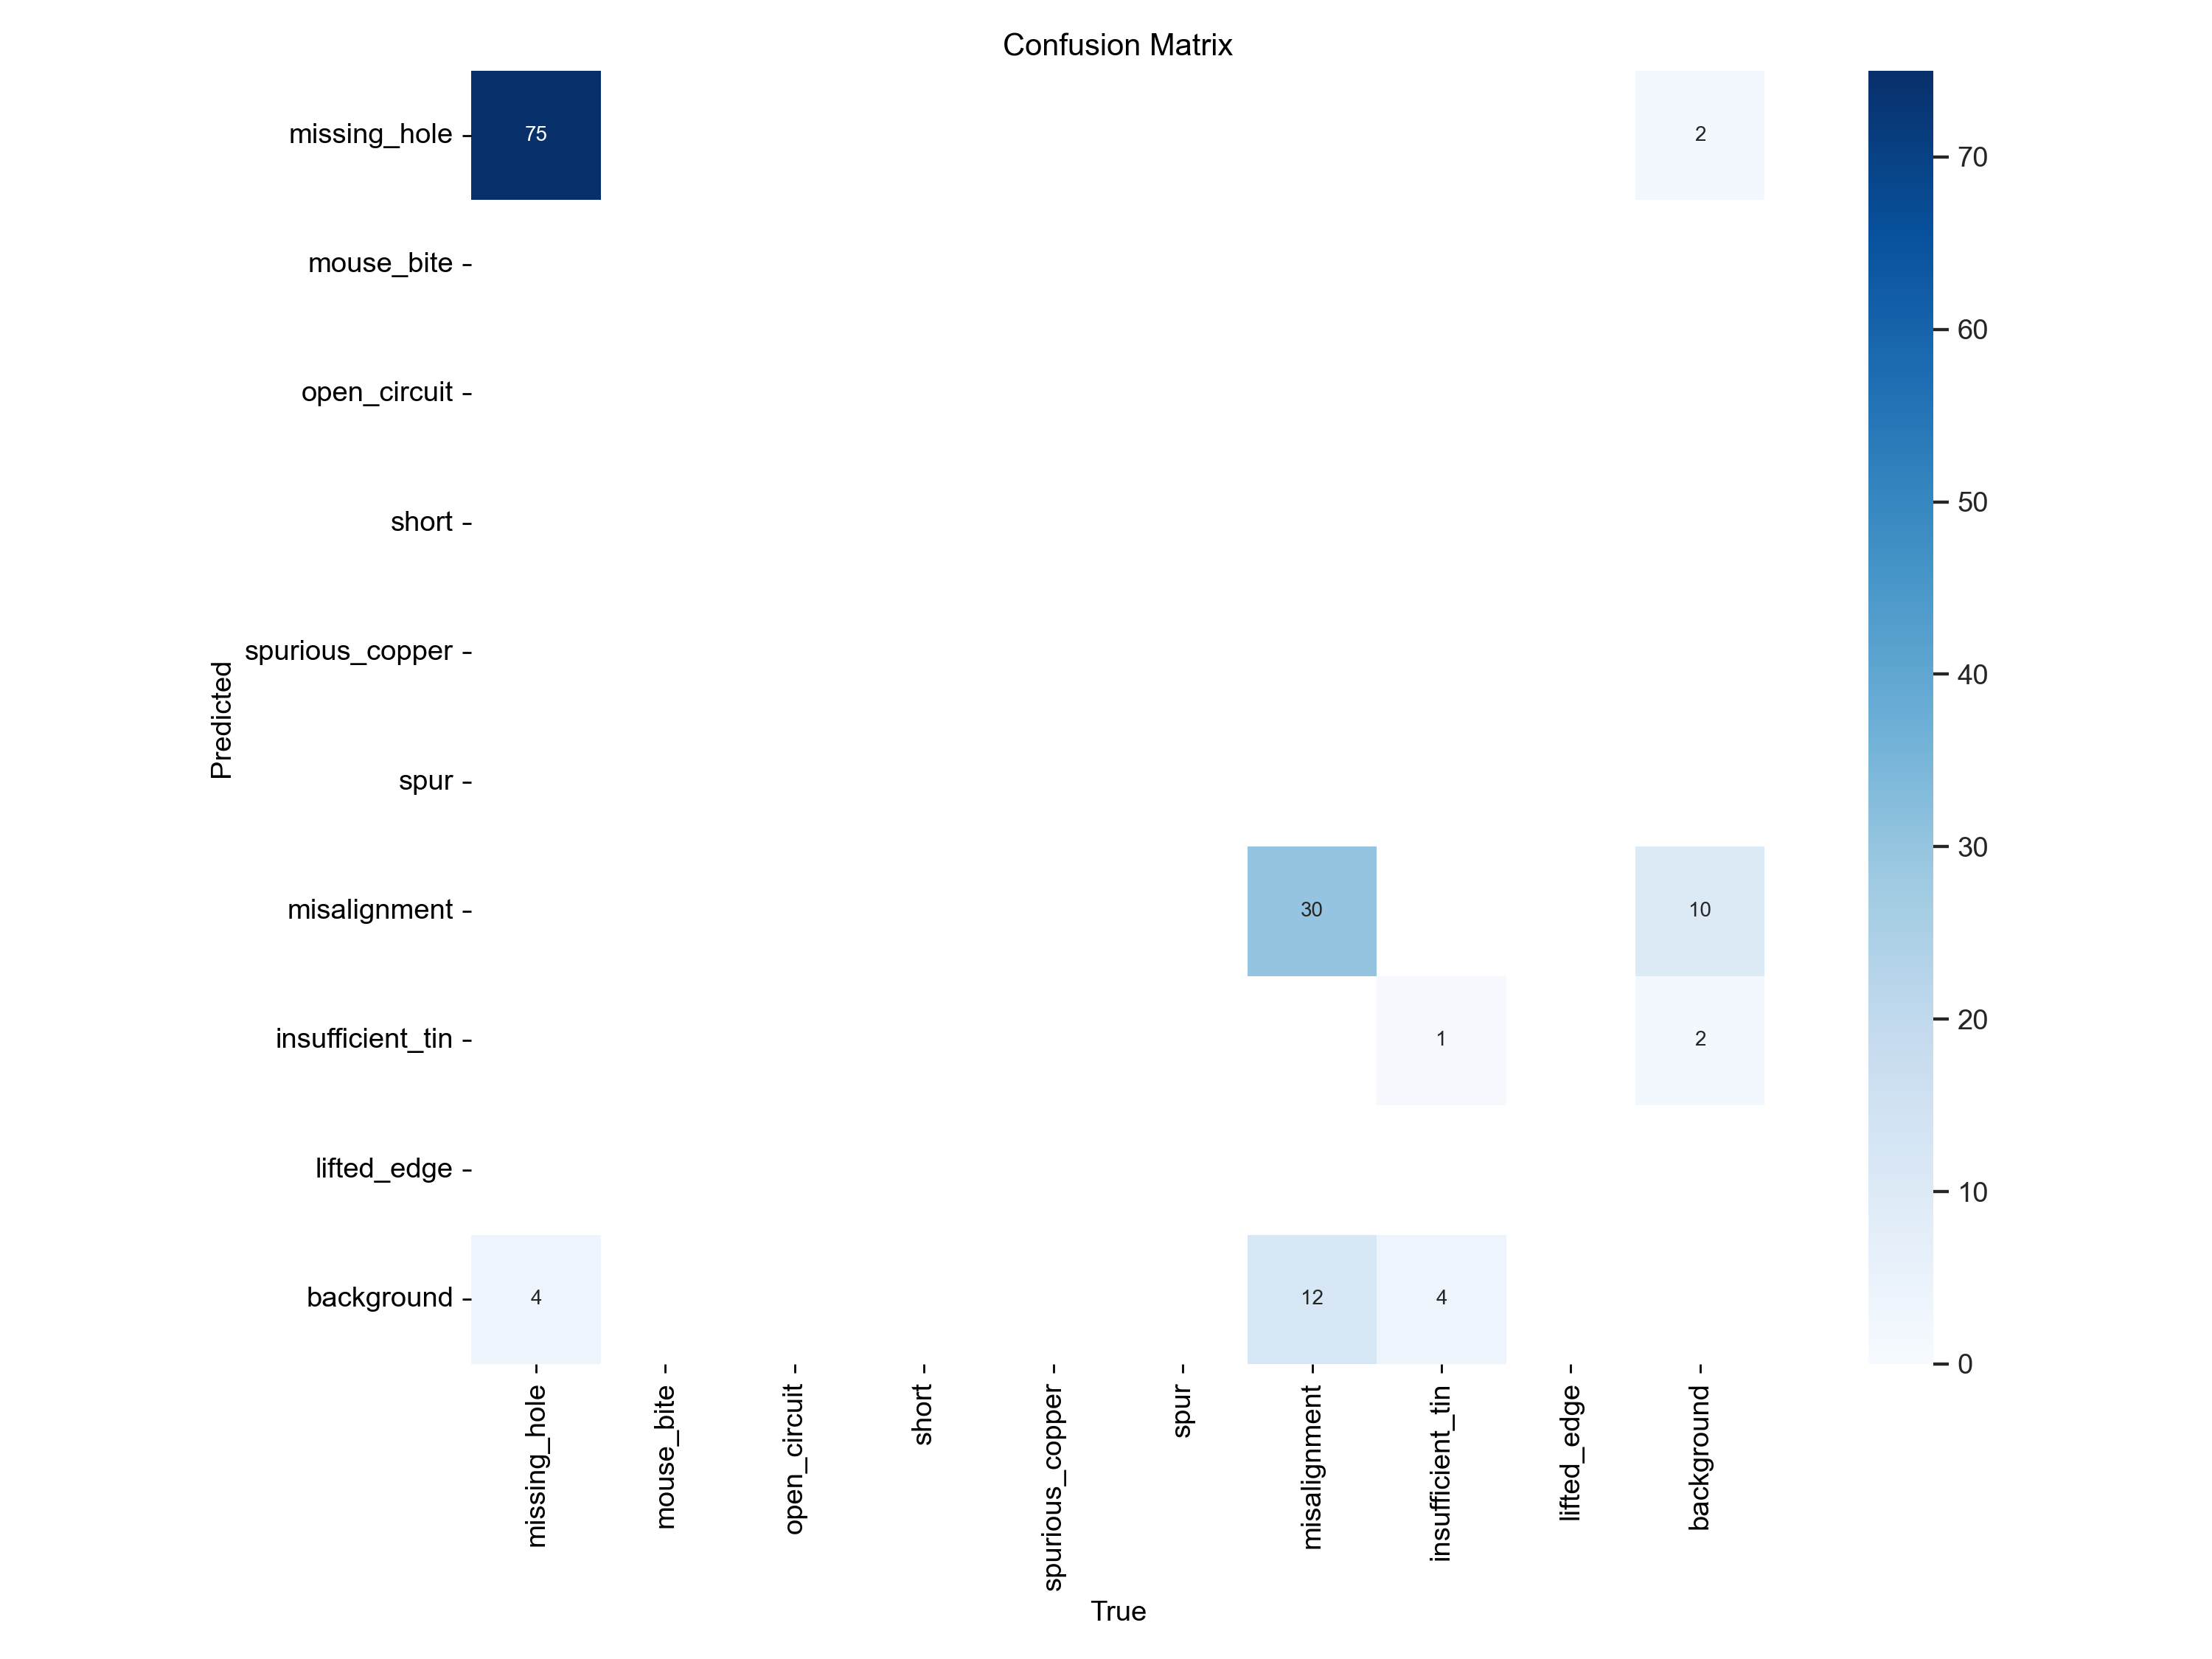 Confusion Matrix
missing_hole
75
2
70
mouse_bite
open_circuit
60
short
50
spurious_copper
40
Predicted
spur
30
misalignment
30
10
insufficient_tin
1
2
20
lifted_edge
10
background
4
12
4
0
missing_hole
mouse_bite
open_circuit
short
spurious_copper
spur
misalignment
insufficient_tin
lifted_edge
background
True